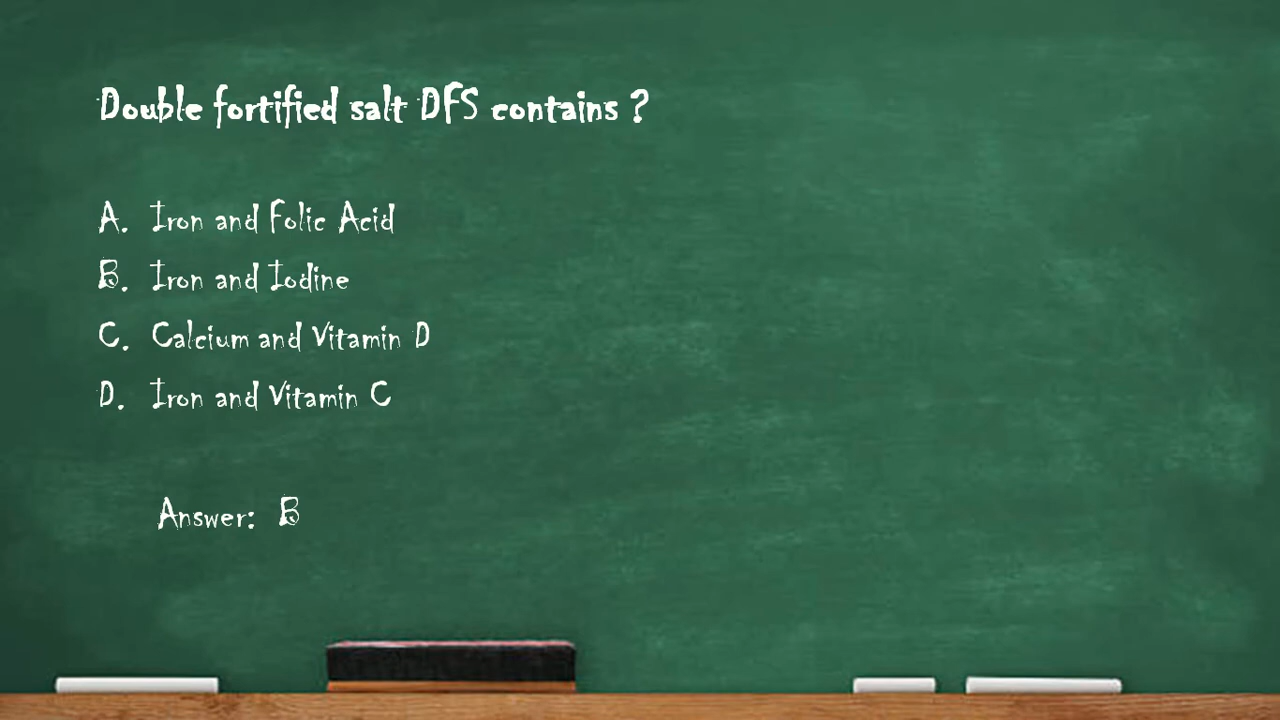 Double fortified salt DFS contains ?
A. Iron and Folic Acid
B. Iron and Iodine
C. Calcium and Vitamin D
D. Iron and Vitamin C
Answer: B